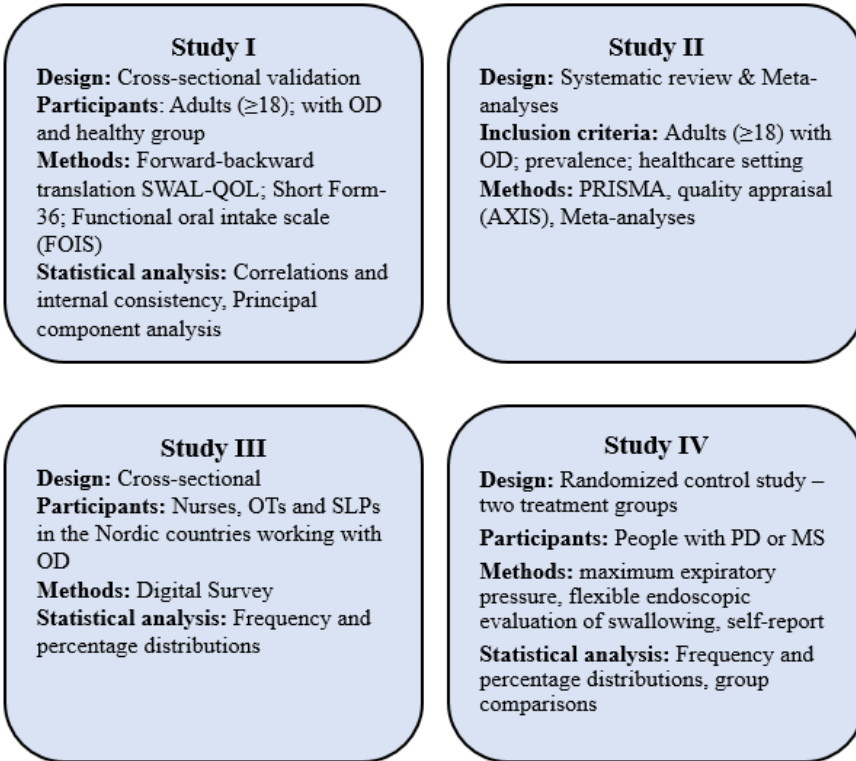 Study I
Design: Cross-sectional validation
Participants: Adults (≥18); with OD
and healthy group
Methods: Forward-backward
translation SWAL-QOL; Short Form-
36; Functional oral intake scale
(FOIS)
Statistical analysis: Correlations and
internal consistency, Principal
component analysis
Study II
Design: Systematic review & Meta-
analyses
Inclusion criteria: Adults (≥18) with
OD; prevalence; healthcare setting
Methods: PRISMA, quality appraisal
(AXIS), Meta-analyses
Study III
Design: Cross-sectional
Participants: Nurses, OTs and SLPs
in the Nordic countries working with
OD
Methods: Digital Survey
Statistical analysis: Frequency and
percentage distributions
Study IV
Design: Randomized control study –
two treatment groups
Participants: People with PD or MS
Methods: maximum expiratory
pressure, flexible endoscopic
evaluation of swallowing, self-report
Statistical analysis: Frequency and
percentage distributions, group
comparisons